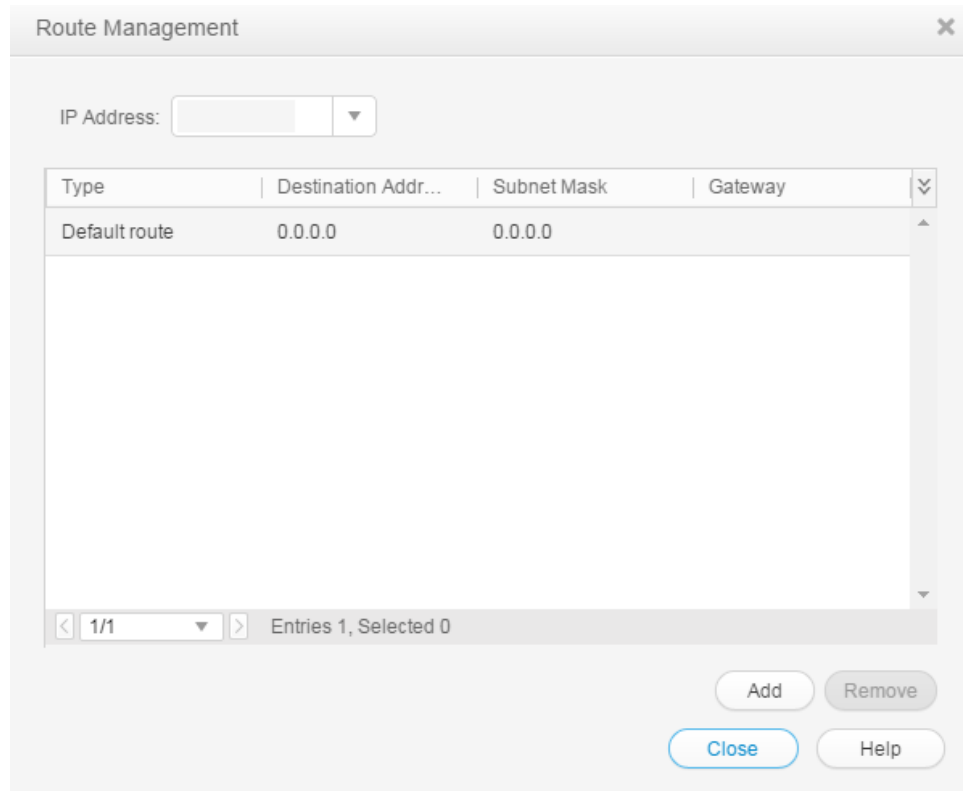 Route Management
IP Address:
Type Destination Addr... Subnet Mask Gateway
Default route 0.0.0.0 0.0.0.0
1/1 Entries 1, Selected 0
Add Remove
Close Help